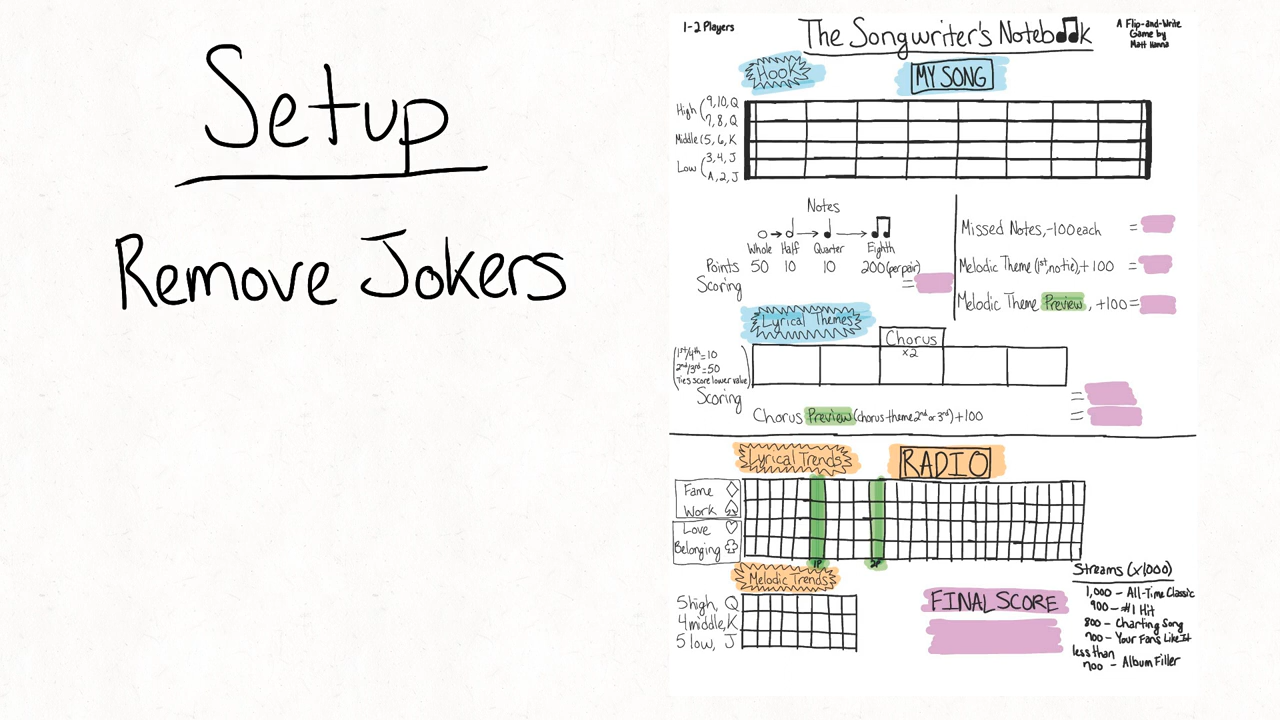 Setup
Remove Jokers
1-2 Players
The Songwriter's Notebook
A Flip-and-Write
Game by
Matt Hanna
Hook
MY SONG
High (9, 10, Q
7, 8, Q
Middle (5, 6, K
Low (3, 4, J
A, 2, J
Notes
Whole Half Quarter Eighth
Points 50 10 10 200 (per pair)
Scoring =
Missed Notes, -100 each =
Melodic Theme (1st, no tie), +100 =
Melodic Theme Preview, +100 =
Lyrical Themes
Chorus
x2
(1st/4th = 10
2nd/3rd = 50
Ties score lower value)
Scoring =
Chorus Preview (chorus theme 2nd or 3rd) +100 =
Lyrical Trends
RADIO
Fame
Work
Love
Belonging
1P 2P
Melodic Trends
5 high, Q
4 middle, K
5 low, J
FINAL SCORE
Streams (x1000)
1,000 - All-Time Classic
900 - #1 Hit
800 - Charting Song
700 - Your Fans Like It
less than
700 - Album Filler